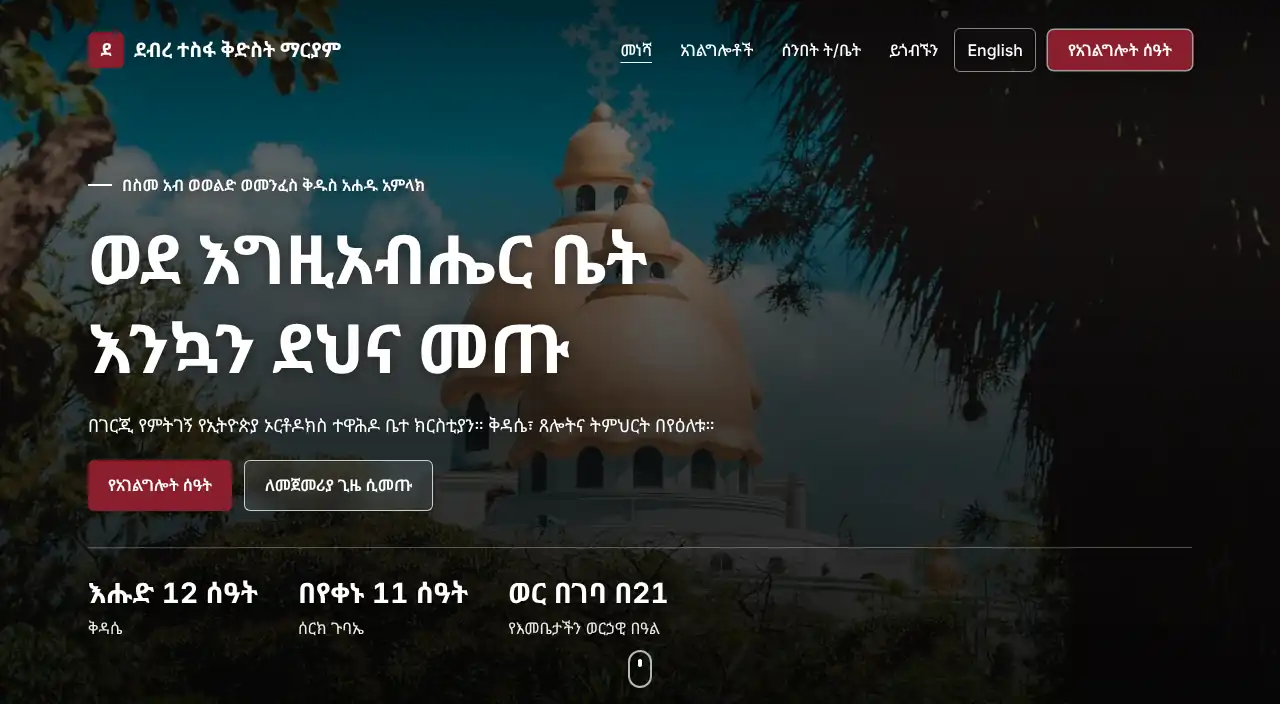 ደ ደብረ ተስፋ ቅድስት ማርያም
መነሻ አገልግሎቶች ሰንበት ት/ቤት ይጎብኙን English የአገልግሎት ሰዓት
በስመ አብ ወወልድ ወመንፈስ ቅዱስ አሐዱ አምላክ
ወደ እግዚአብሔር ቤት
እንኳን ደህና መጡ
በገርጂ የምትገኝ የኢትዮጵያ ኦርቶዶክስ ተዋሕዶ ቤተ ክርስቲያን። ቅዳሴ፣ ጸሎትና ትምህርት በየዕለቱ።
የአገልግሎት ሰዓት ለመጀመሪያ ጊዜ ሲመጡ
እሑድ 12 ሰዓት በየቀኑ 11 ሰዓት ወር በገባ በ21
ቅዳሴ ሰርክ ጉባኤ የእመቤታችን ወርኃዊ በዓል